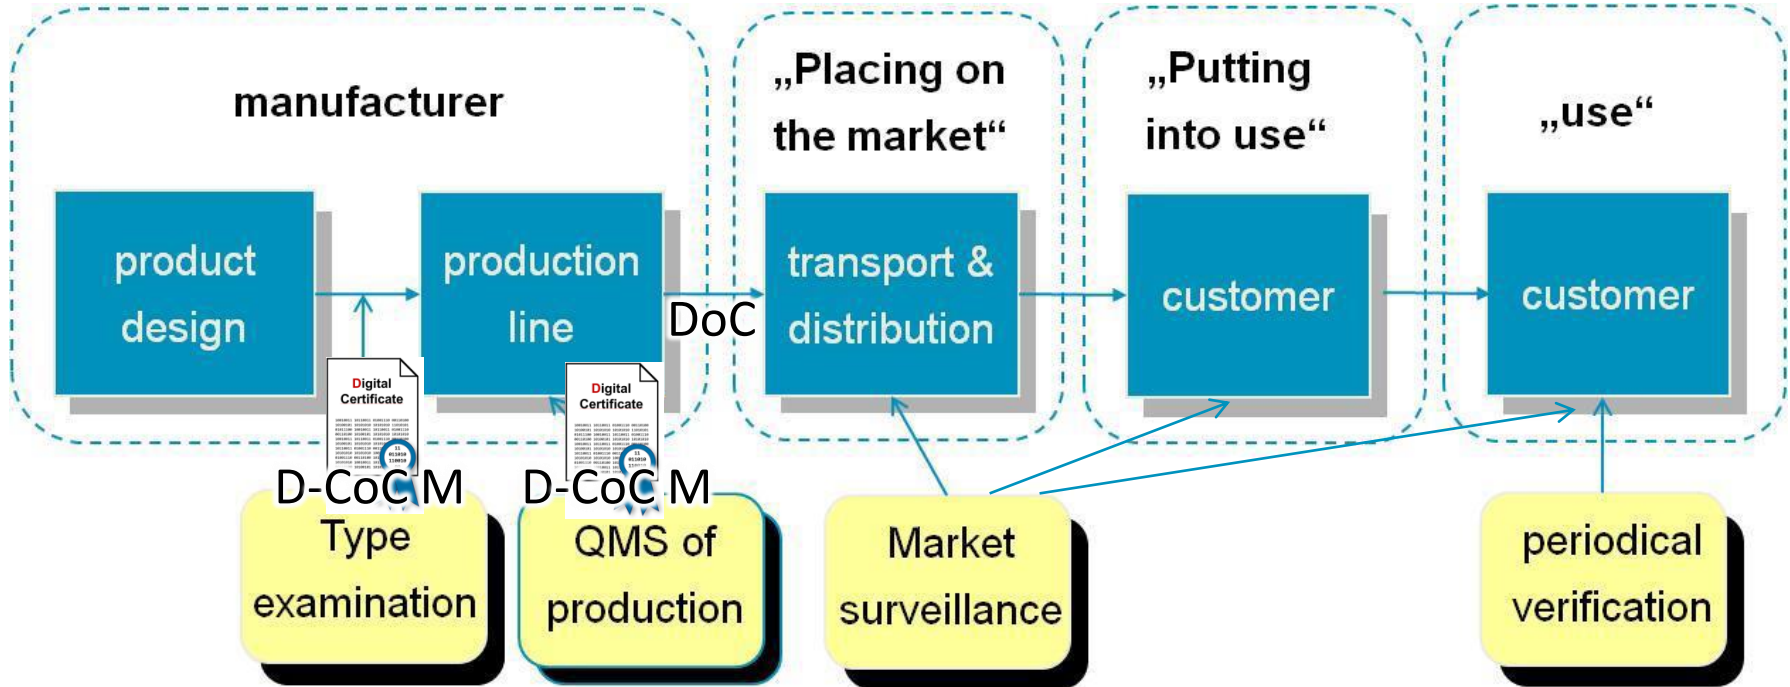 manufacturer
„Placing on
the market“
„Putting
into use“
„use“
product
design
production
line
DoC
transport &
distribution
customer
customer
Digital
Certificate
D-CoC M
Digital
Certificate
D-CoC M
Type
examination
QMS of
production
Market
surveillance
periodical
verification